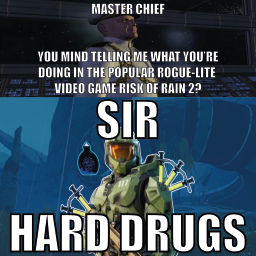 MASTER CHIEF
YOU MIND TELLING ME WHAT YOU'RE
DOING IN THE POPULAR ROGUE-LITE
VIDEO GAME RISK OF RAIN 2?
SIR
HARD DRUGS